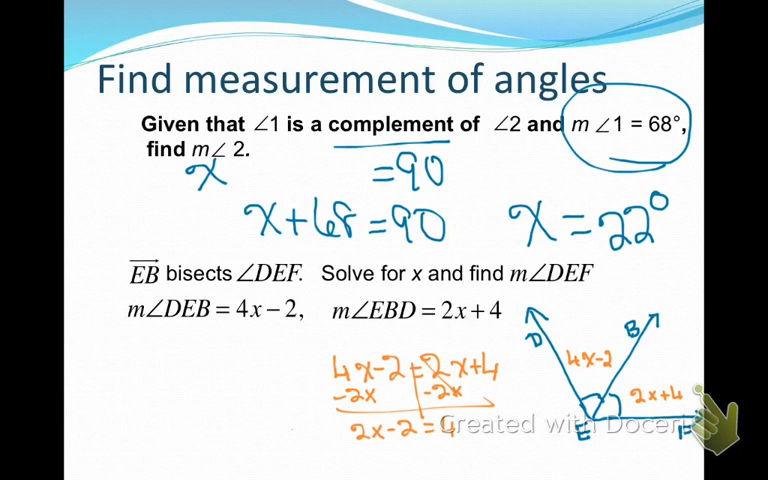 Find measurement of angles
Given that ∠1 is a complement of ∠2 and m ∠1 = 68°,
find m∠ 2.
x = 90
x + 68 = 90 x = 22°
EB bisects ∠DEF. Solve for x and find m∠DEF
m∠DEB = 4x − 2, m∠EBD = 2x + 4
D B
4x-2
4x-2 = 2x+4
2x+4
-2x -2x
2x-2 = 4
Created with Doceri
E F